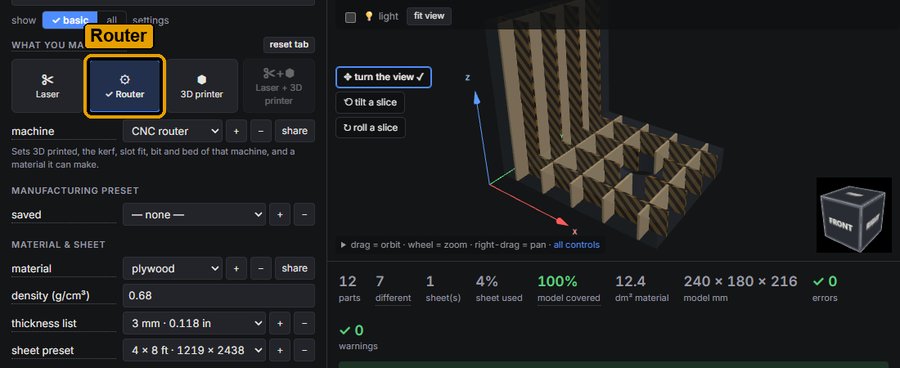 show ✓ basic all settings
Router
WHAT YOU MA
reset tab
Laser
✓ Router
3D printer
Laser + 3D printer
machine CNC router + − share
Sets 3D printed, the kerf, slot fit, bit and bed of that machine, and a
material it can make.
MANUFACTURING PRESET
saved — none — + −
MATERIAL & SHEET
material plywood + − share
density (g/cm³) 0.68
thickness list 3 mm · 0.118 in + −
sheet preset 4 × 8 ft · 1219 × 2438 + −
light fit view
✥ turn the view ✓
⟲ tilt a slice
↻ roll a slice
z
y
x
FRONT
▶ drag = orbit · wheel = zoom · right-drag = pan · all controls
12 7 1 4% 100% 12.4 240 × 180 × 216 ✓ 0
parts different sheet(s) sheet used model covered dm² material model mm errors
✓ 0
warnings